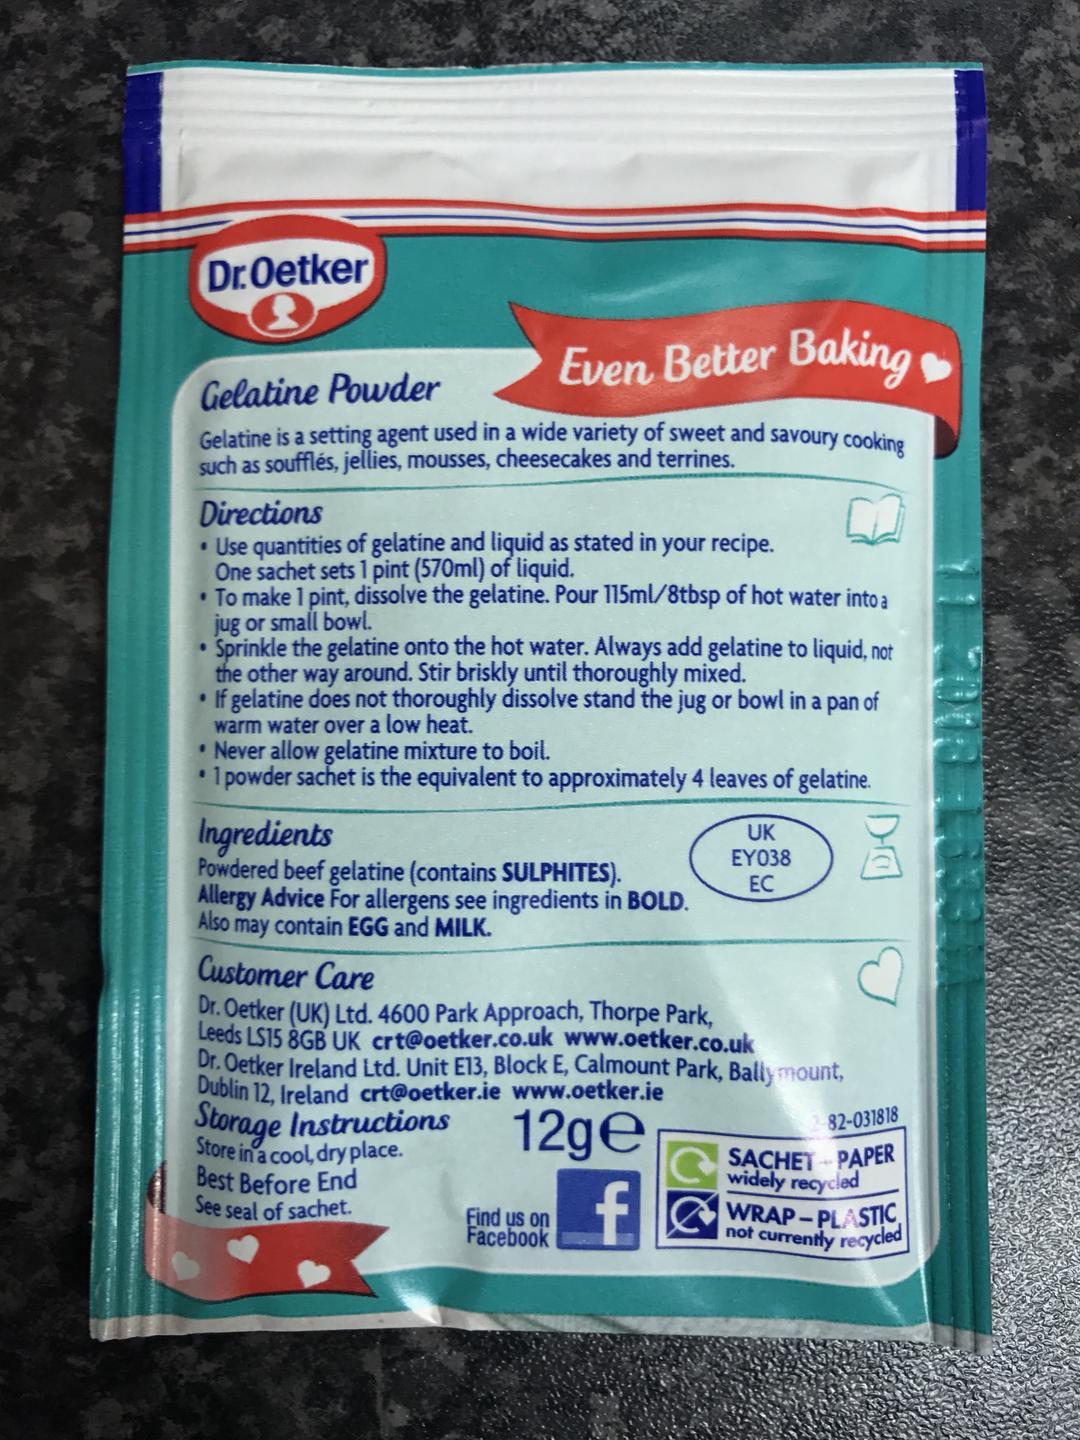 Dr.Oetker
Even Better Baking
Gelatine Powder
Gelatine is a setting agent used in a wide variety of sweet and savoury cooking
such as soufflés, jellies, mousses, cheesecakes and terrines.
Directions
• Use quantities of gelatine and liquid as stated in your recipe.
One sachet sets 1 pint (570ml) of liquid.
• To make 1 pint, dissolve the gelatine. Pour 115ml/8tbsp of hot water into a
jug or small bowl.
• Sprinkle the gelatine onto the hot water. Always add gelatine to liquid, not
the other way around. Stir briskly until thoroughly mixed.
• If gelatine does not thoroughly dissolve stand the jug or bowl in a pan of
warm water over a low heat.
• Never allow gelatine mixture to boil.
• 1 powder sachet is the equivalent to approximately 4 leaves of gelatine.
Ingredients
Powdered beef gelatine (contains SULPHITES).
Allergy Advice For allergens see ingredients in BOLD.
Also may contain EGG and MILK.
UK
EY038
EC
Customer Care
Dr. Oetker (UK) Ltd. 4600 Park Approach, Thorpe Park,
Leeds LS15 8GB UK crt@oetker.co.uk www.oetker.co.uk
Dr. Oetker Ireland Ltd. Unit E13, Block E, Calmount Park, Ballymount,
Dublin 12, Ireland crt@oetker.ie www.oetker.ie
Storage Instructions
Store in a cool, dry place.
Best Before End
See seal of sachet.
12g e
2-82-031818
Find us on
Facebook
f
SACHET – PAPER
widely recycled
WRAP – PLASTIC
not currently recycled